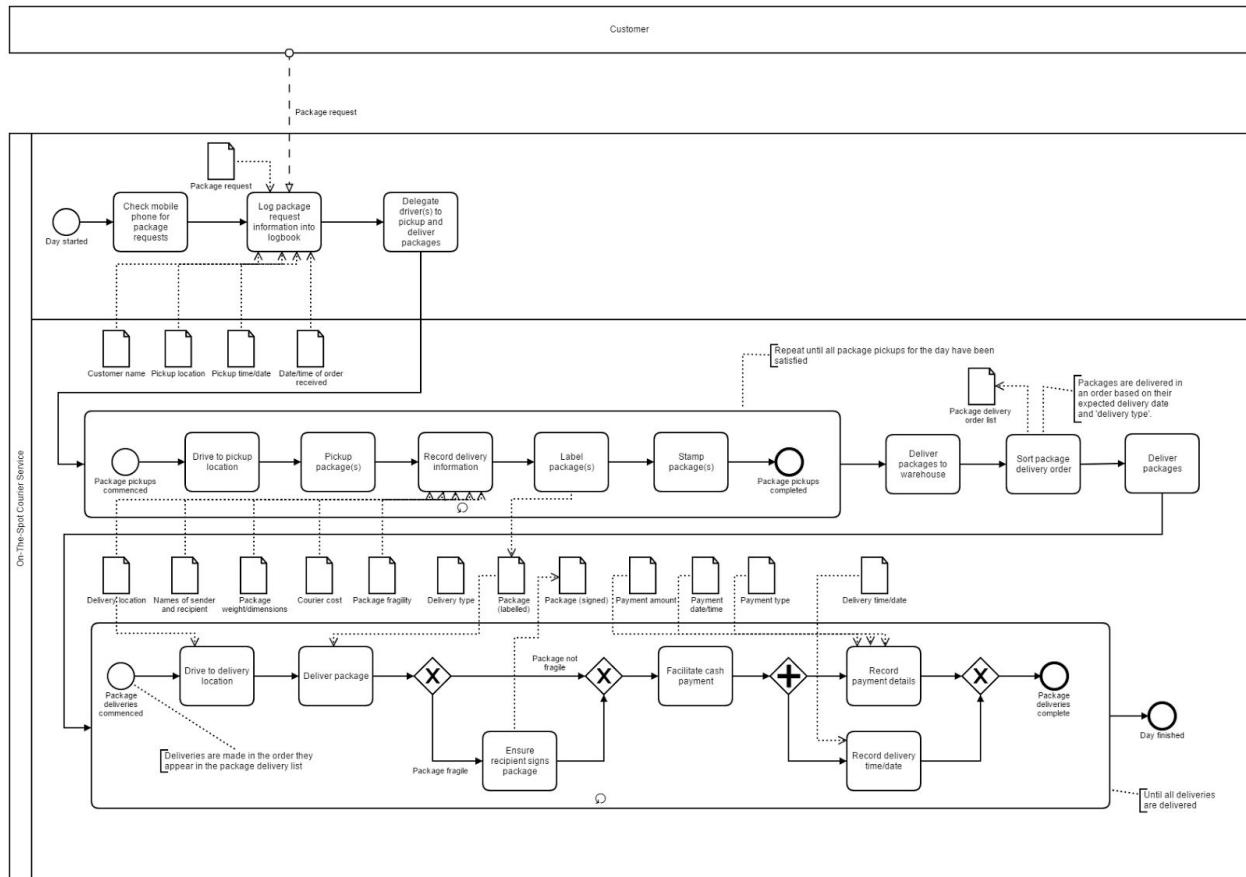 Customer
Package request
On-The-Spot Courier Service
Package request
Day started
Check mobile
phone for
package
requests
Log package
request
information into
logbook
Delegate
driver(s) to
pickup and
deliver
packages
Customer name
Pickup location
Pickup time/date
Date/time of order
received
Repeat until all package pickups for the day have been
satisfied
Package delivery
order list
Packages are delivered in
an order based on their
expected delivery date
and 'delivery type'.
Package pickups
commenced
Drive to pickup
location
Pickup
package(s)
Record delivery
information
Label
package(s)
Stamp
package(s)
Package pickups
completed
Deliver
packages to
warehouse
Sort package
delivery order
Deliver
packages
Delivery location
Names of sender
and recipient
Package
weight/dimensions
Courier cost
Package fragility
Delivery type
Package
(labelled)
Package (signed)
Payment amount
Payment
date/time
Payment type
Delivery time/date
Package
deliveries
commenced
Drive to delivery
location
Deliver package
Package not
fragile
Package fragile
Ensure
recipient signs
package
Facilitate cash
payment
Record
payment details
Record delivery
time/date
Package
deliveries
complete
Day finished
Deliveries are made in the order they
appear in the package delivery list
Until all deliveries
are delivered